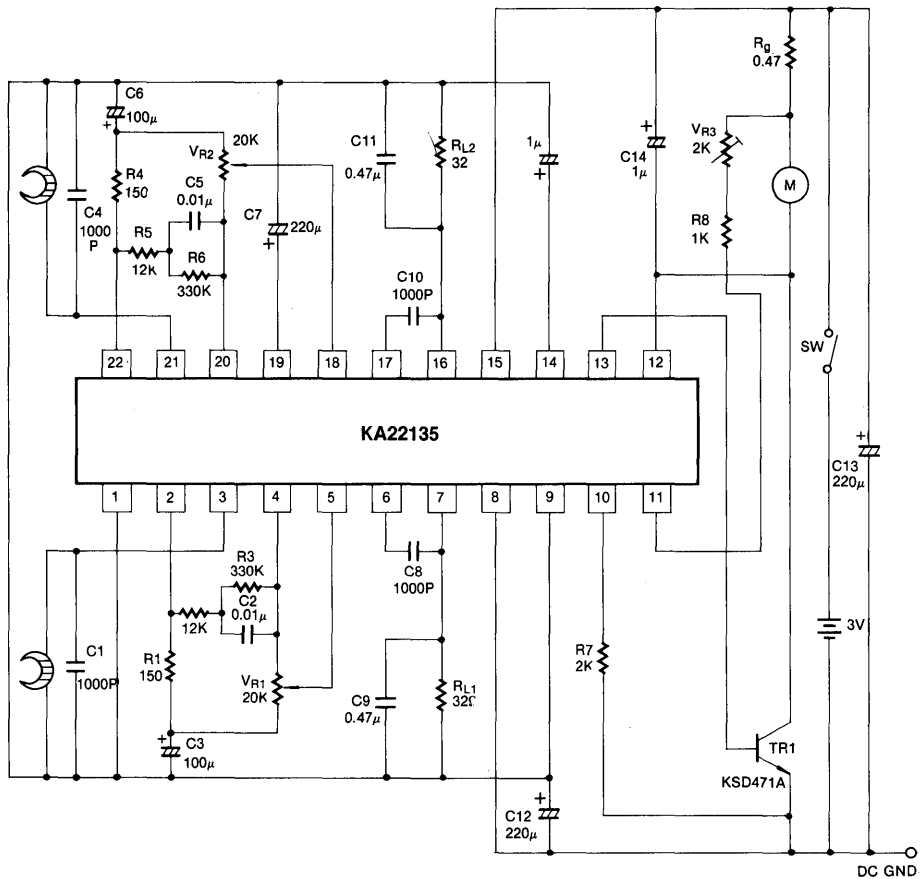 C6
100μ
+
R4
150
C4
1000
P
R5
12K
C5
0.01μ
R6
330K
20K
VR2
C7
220μ
+
C11
0.47μ
RL2
32
C10
1000P
1μ
+
+
C14
1μ
Rg
0.47
VR3
2K
R8
1K
M
SW
+
C13
220μ
3V
22 21 20 19 18 17 16 15 14 13 12
KA22135
1 2 3 4 5 6 7 8 9 10 11
C1
1000P
12K
R1
150
R3
330K
C2
0.01μ
VR1
20K
+
C3
100μ
C8
1000P
C9
0.47μ
RL1
32Ω
+
C12
220μ
R7
2K
TR1
KSD471A
DC GND